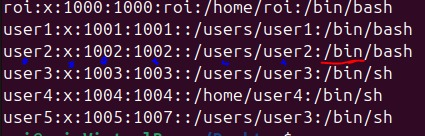 roi:x:1000:1000:roi:/home/roi:/bin/bash
user1:x:1001:1001::/users/user1:/bin/bash
user2:x:1002:1002::/users/user2:/bin/bash
user3:x:1003:1003::/users/user3:/bin/sh
user4:x:1004:1004::/home/user4:/bin/sh
user5:x:1005:1007::/users/user3:/bin/sh